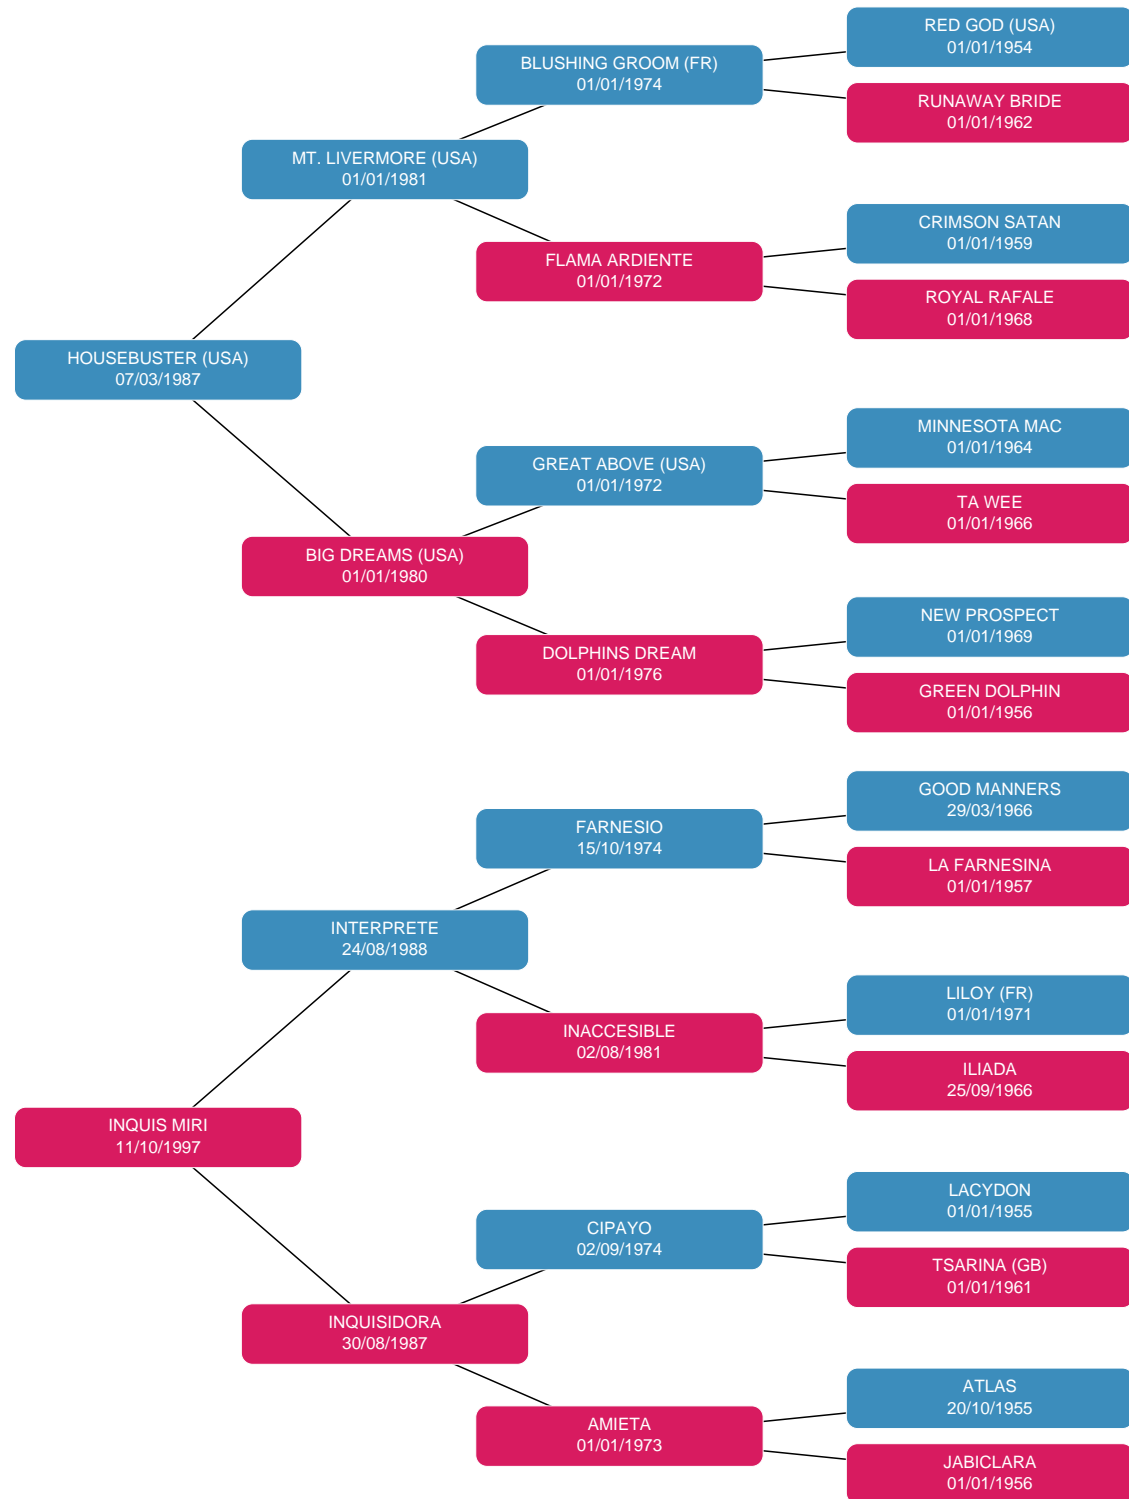 RED GOD (USA)
01/01/1954
BLUSHING GROOM (FR)
01/01/1974
RUNAWAY BRIDE
01/01/1962
MT. LIVERMORE (USA)
01/01/1981
CRIMSON SATAN
01/01/1959
FLAMA ARDIENTE
01/01/1972
ROYAL RAFALE
01/01/1968
HOUSEBUSTER (USA)
07/03/1987
MINNESOTA MAC
01/01/1964
GREAT ABOVE (USA)
01/01/1972
TA WEE
01/01/1966
BIG DREAMS (USA)
01/01/1980
NEW PROSPECT
01/01/1969
DOLPHINS DREAM
01/01/1976
GREEN DOLPHIN
01/01/1956
GOOD MANNERS
29/03/1966
FARNESIO
15/10/1974
LA FARNESINA
01/01/1957
INTERPRETE
24/08/1988
LILOY (FR)
01/01/1971
INACCESIBLE
02/08/1981
ILIADA
25/09/1966
INQUIS MIRI
11/10/1997
LACYDON
01/01/1955
CIPAYO
02/09/1974
TSARINA (GB)
01/01/1961
INQUISIDORA
30/08/1987
ATLAS
20/10/1955
AMIETA
01/01/1973
JABICLARA
01/01/1956